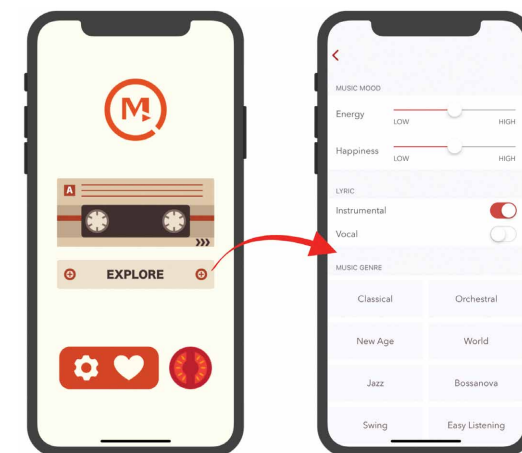 M
A
EXPLORE
MUSIC MOOD
Energy
LOW
HIGH
Happiness
LOW
HIGH
LYRIC
Instrumental
Vocal
MUSIC GENRE
Classical
Orchestral
New Age
World
Jazz
Bossanova
Swing
Easy Listening